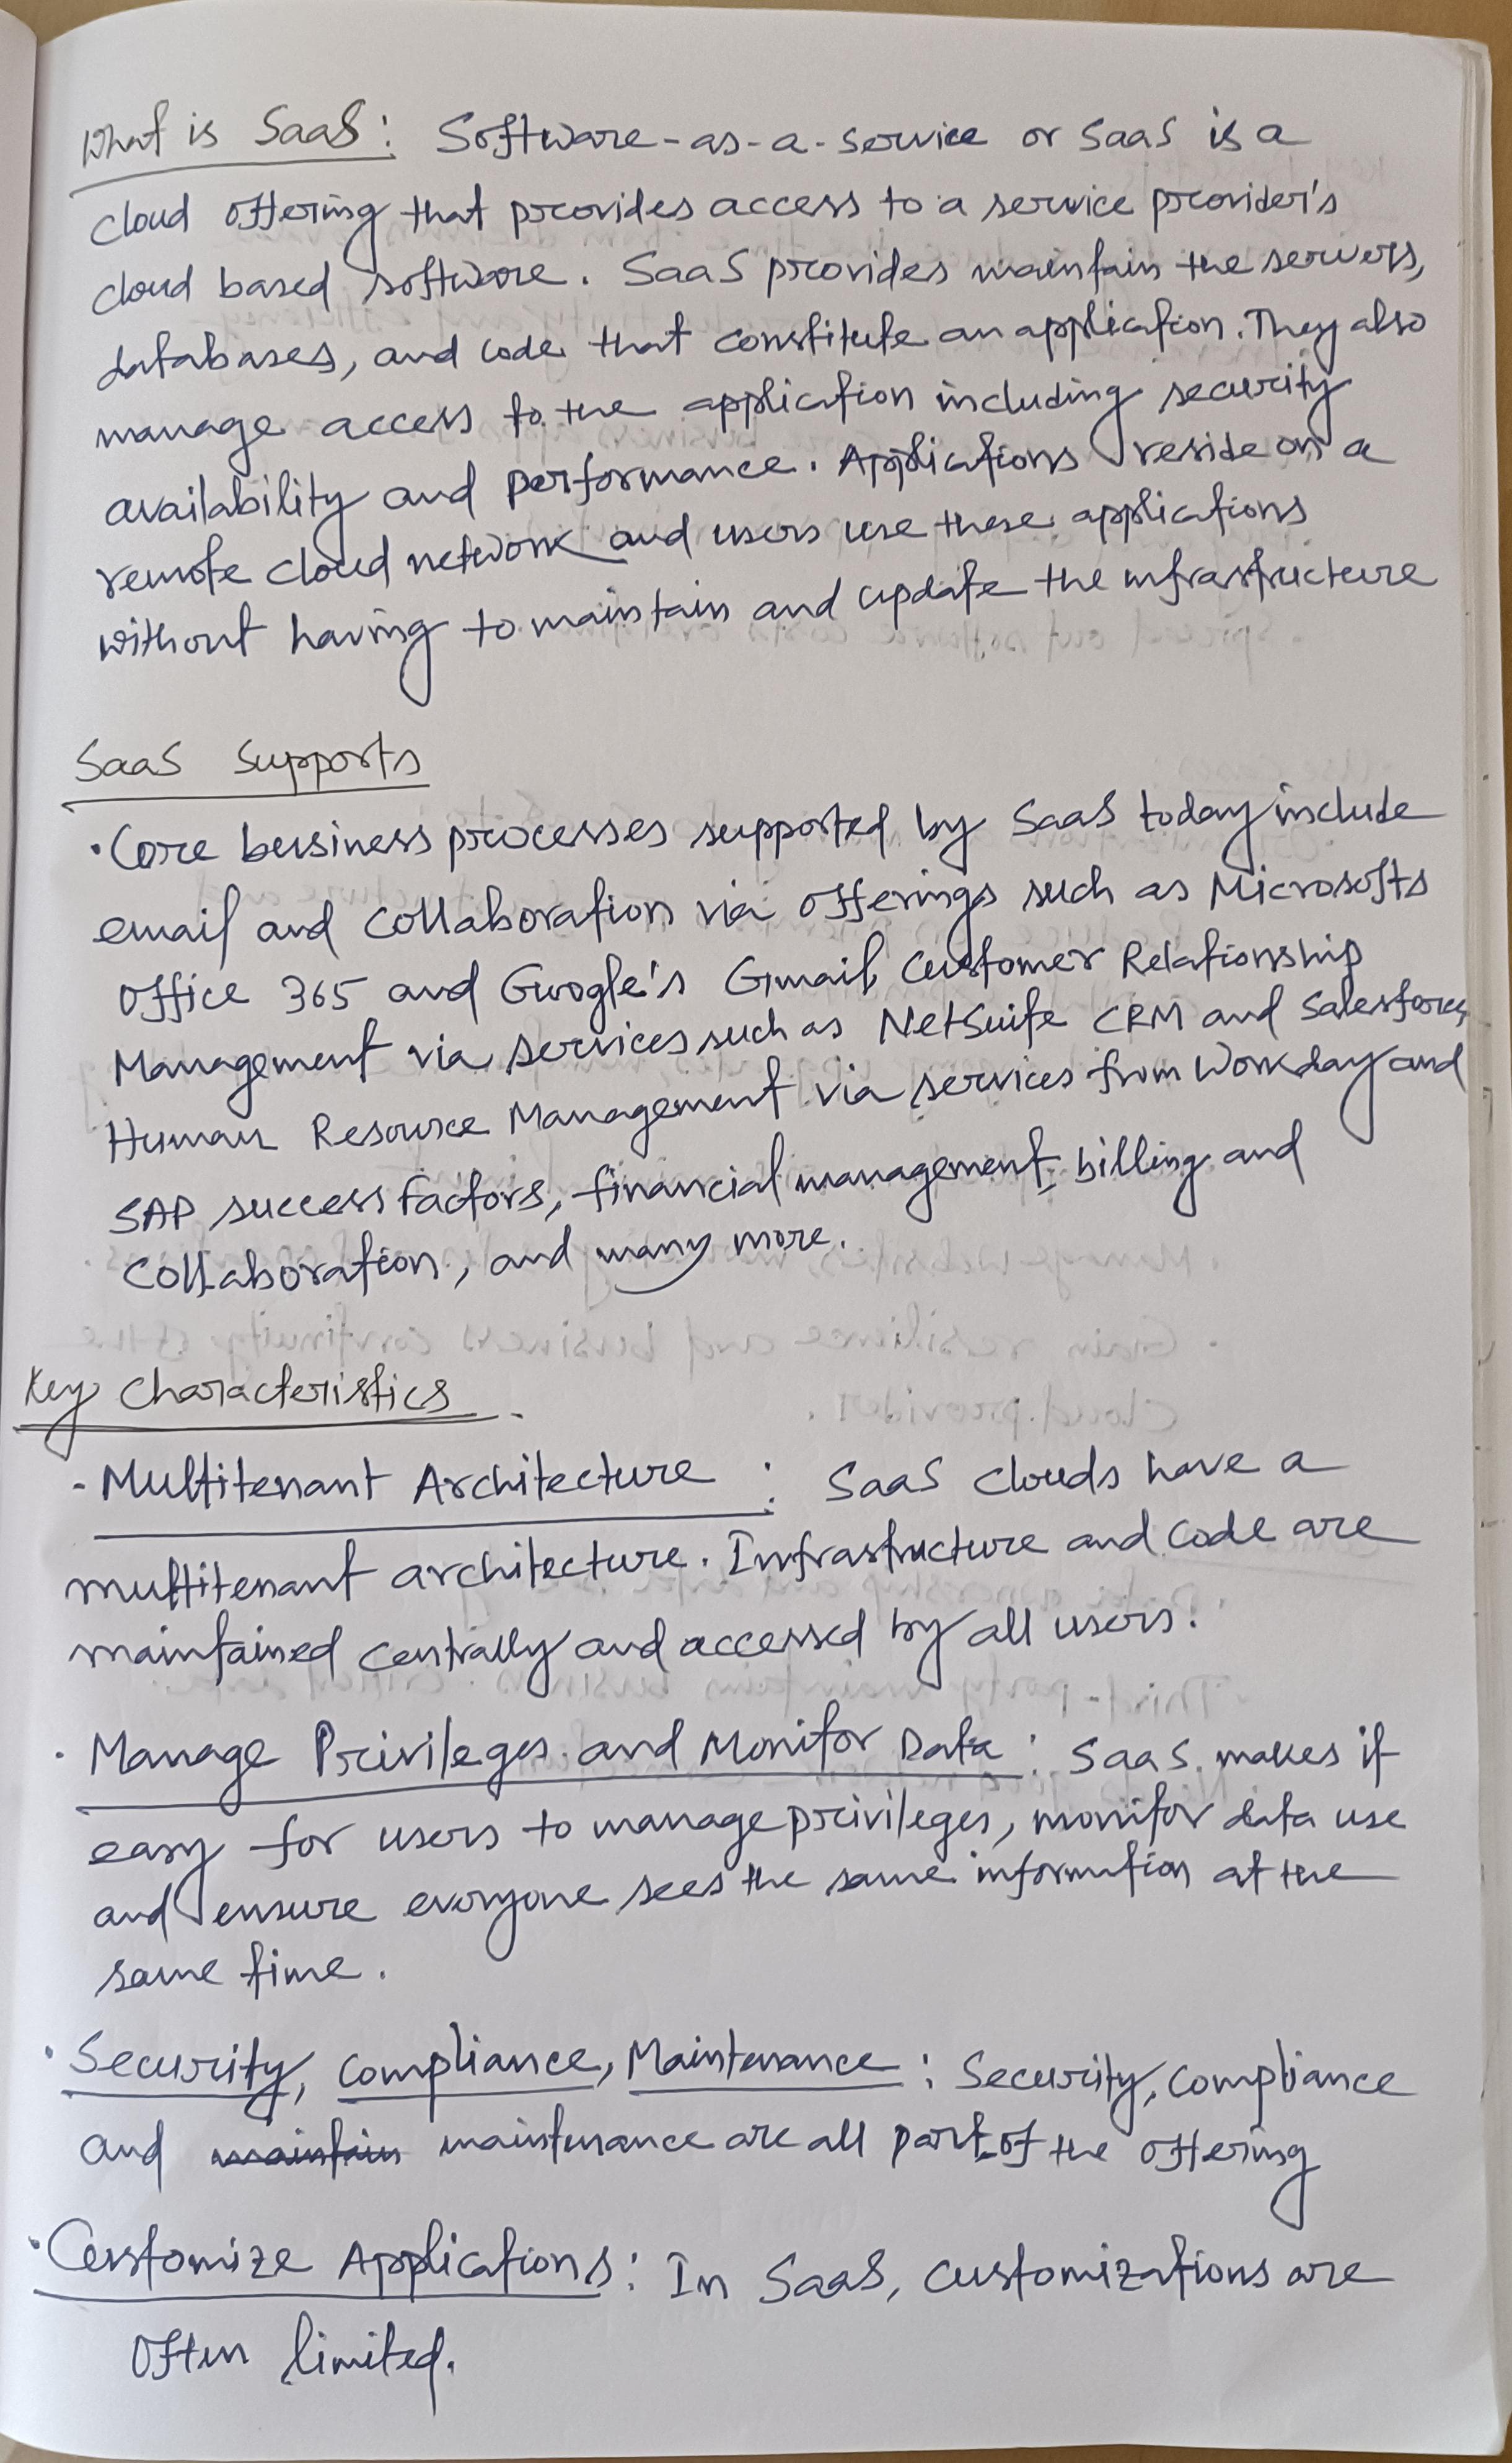 What is SaaS: Software-as-a-service or SaaS is a
cloud offering that provides access to a service provider's
cloud based software. SaaS provides maintain the servers,
databases, and code that constitute an application. They also
manage access to the application including security
availability and performance. Applications reside on a
remote cloud network and users use these applications
without having to maintain and update the infrastructure
SaaS Supports
• Core business processes supported by SaaS today include
email and collaboration via offerings such as Microsofts
Office 365 and Google's Gmail, Customer Relationship
Management via services such as NetSuite CRM and Salesforce,
Human Resource Management via services from Workday and
SAP success factors, financial management, billing and
Collaboration, and many more.
Key Characteristics
- Multitenant Architecture : SaaS clouds have a
multitenant architecture. Infrastructure and code are
maintained centrally and accessed by all users.
• Manage Privileges and Monitor Data : SaaS makes it
easy for users to manage privileges, monitor data use
and ensure everyone sees the same information at the
same time.
• Security, Compliance, Maintenance : Security, compliance
and maintain maintenance are all part of the offering
• Customize Applications : In SaaS, customizations are
Often limited.